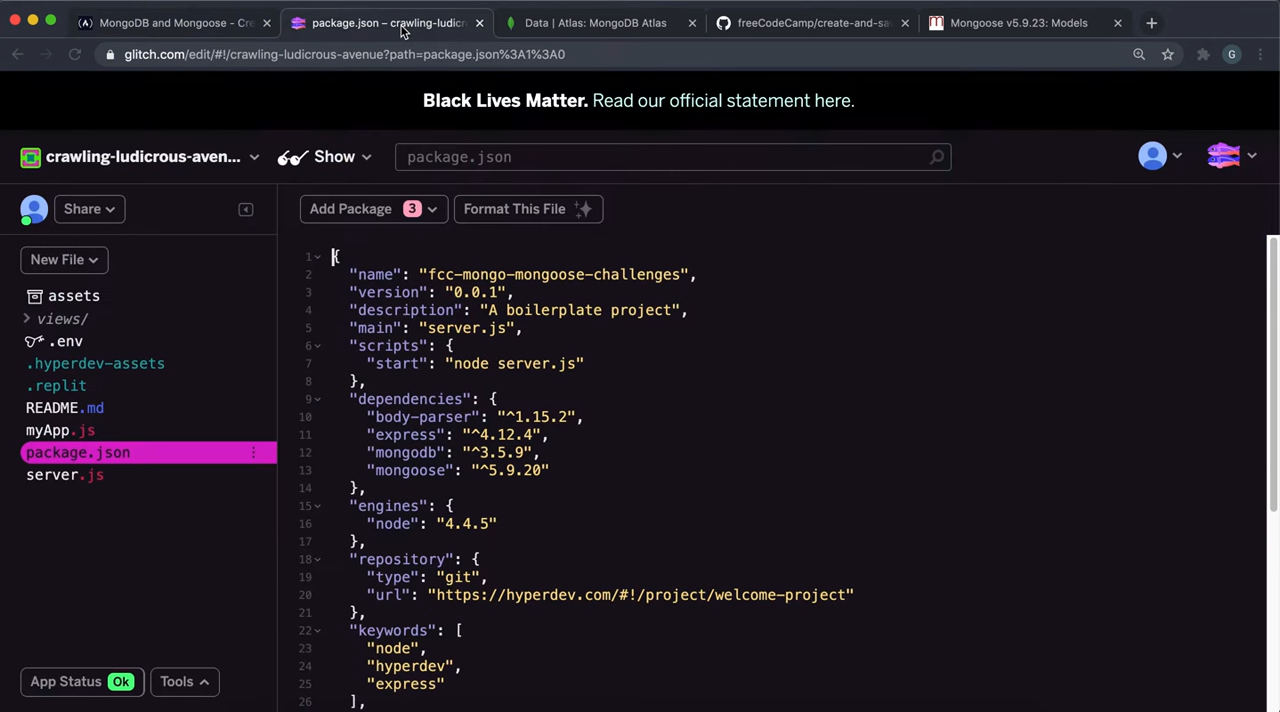 MongoDB and Mongoose - Cre
package.json – crawling-ludicro
Data | Atlas: MongoDB Atlas
freeCodeCamp/create-and-sa
Mongoose v5.9.23: Models
glitch.com/edit/#!/crawling-ludicrous-avenue?path=package.json%3A1%3A0
G
Black Lives Matter. Read our official statement here.
crawling-ludicrous-aven...
Show
package.json
Share
Add Package 3
Format This File
New File
assets
views/
.env
.hyperdev-assets
.replit
README.md
myApp.js
package.json
server.js
1 {
2 "name": "fcc-mongo-mongoose-challenges",
3 "version": "0.0.1",
4 "description": "A boilerplate project",
5 "main": "server.js",
6 "scripts": {
7 "start": "node server.js"
8 },
9 "dependencies": {
10 "body-parser": "^1.15.2",
11 "express": "^4.12.4",
12 "mongodb": "^3.5.9",
13 "mongoose": "^5.9.20"
14 },
15 "engines": {
16 "node": "4.4.5"
17 },
18 "repository": {
19 "type": "git",
20 "url": "https://hyperdev.com/#!/project/welcome-project"
21 },
22 "keywords": [
23 "node",
24 "hyperdev",
25 "express"
26 ],
App Status Ok
Tools